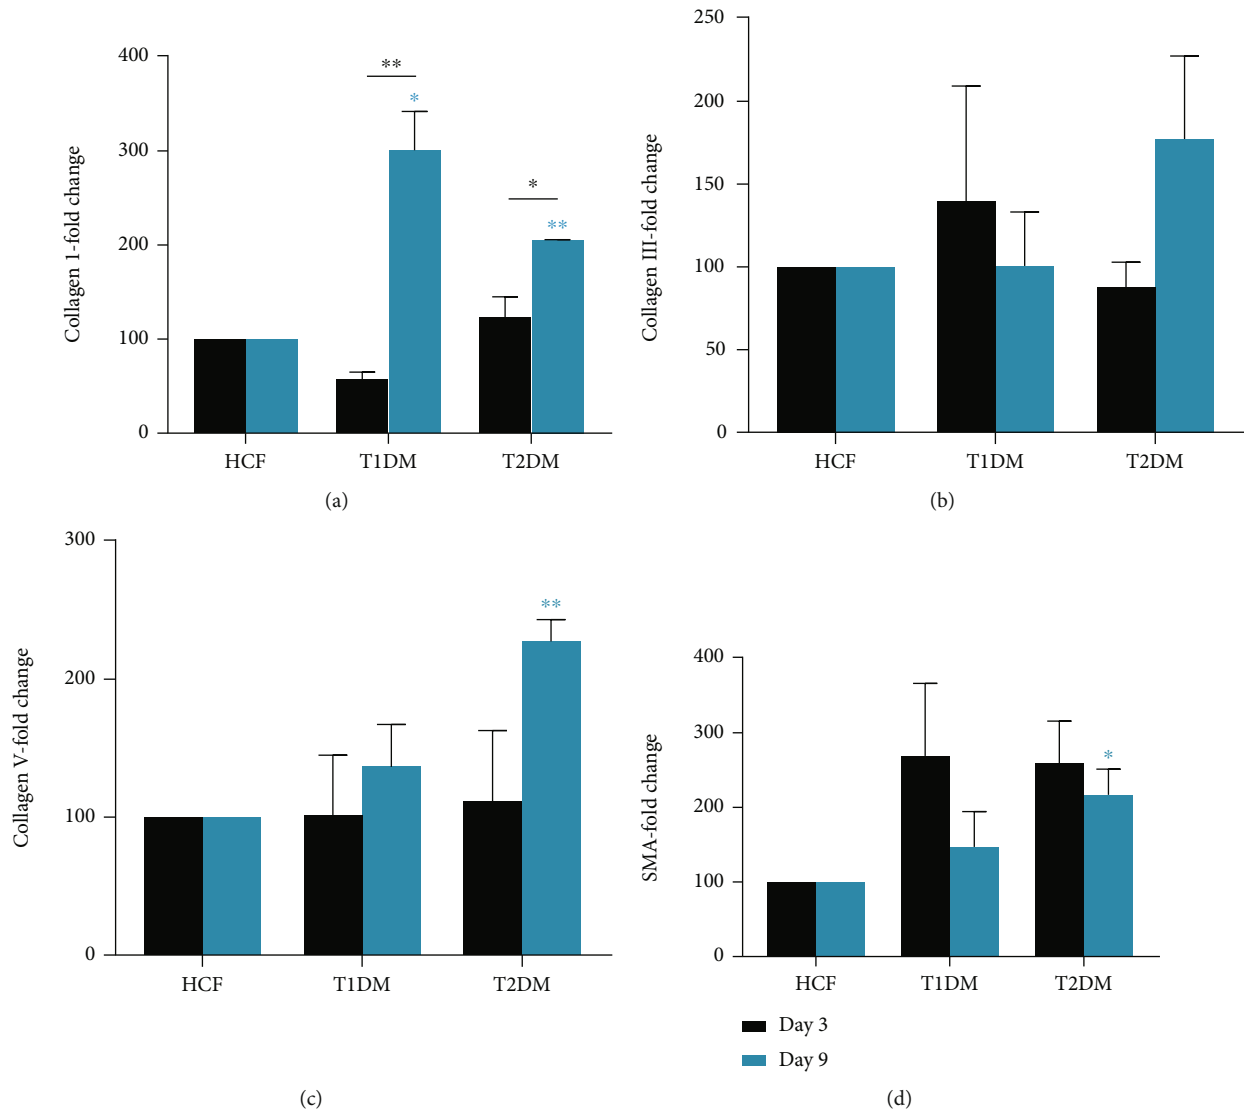 400
300
200
100
0
Collagen 1-fold change
**
*
*
**
HCF T1DM T2DM
(a)
250
200
150
100
50
0
Collagen III-fold change
HCF T1DM T2DM
(b)
300
200
100
0
Collagen V-fold change
**
HCF T1DM T2DM
(c)
400
300
200
100
0
SMA-fold change
*
HCF T1DM T2DM
Day 3
Day 9
(d)